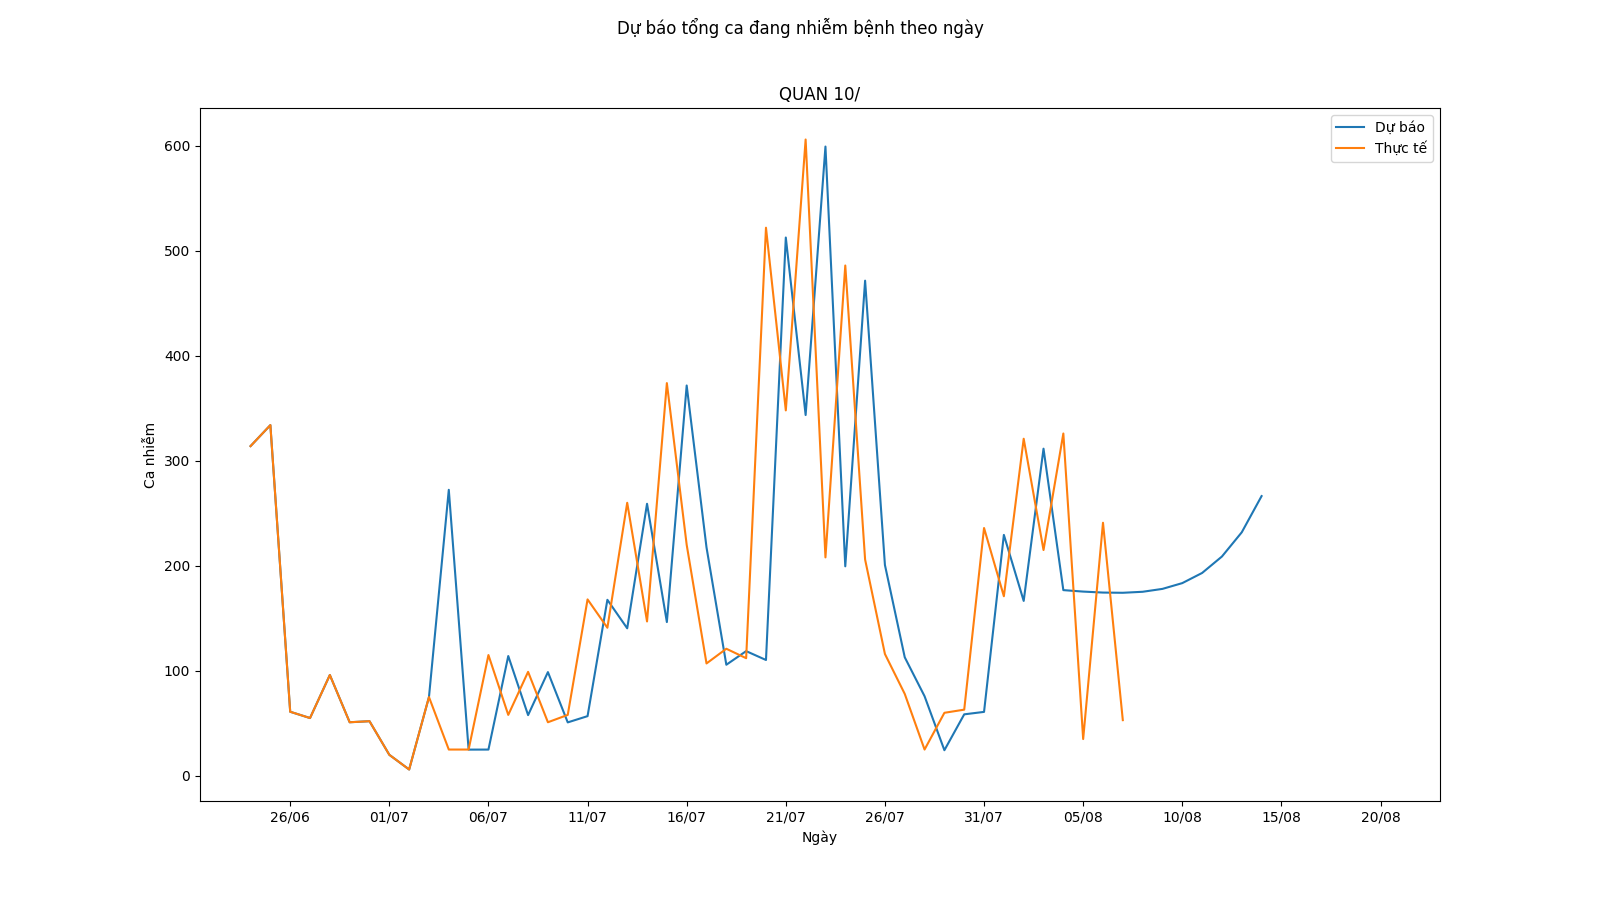 Dự báo tổng ca đang nhiễm bệnh theo ngày
QUAN 10/
Dự báo
Thực tế
Ca nhiễm
600
500
400
300
200
100
0
26/06 01/07 06/07 11/07 16/07 21/07 26/07 31/07 05/08 10/08 15/08 20/08
Ngày